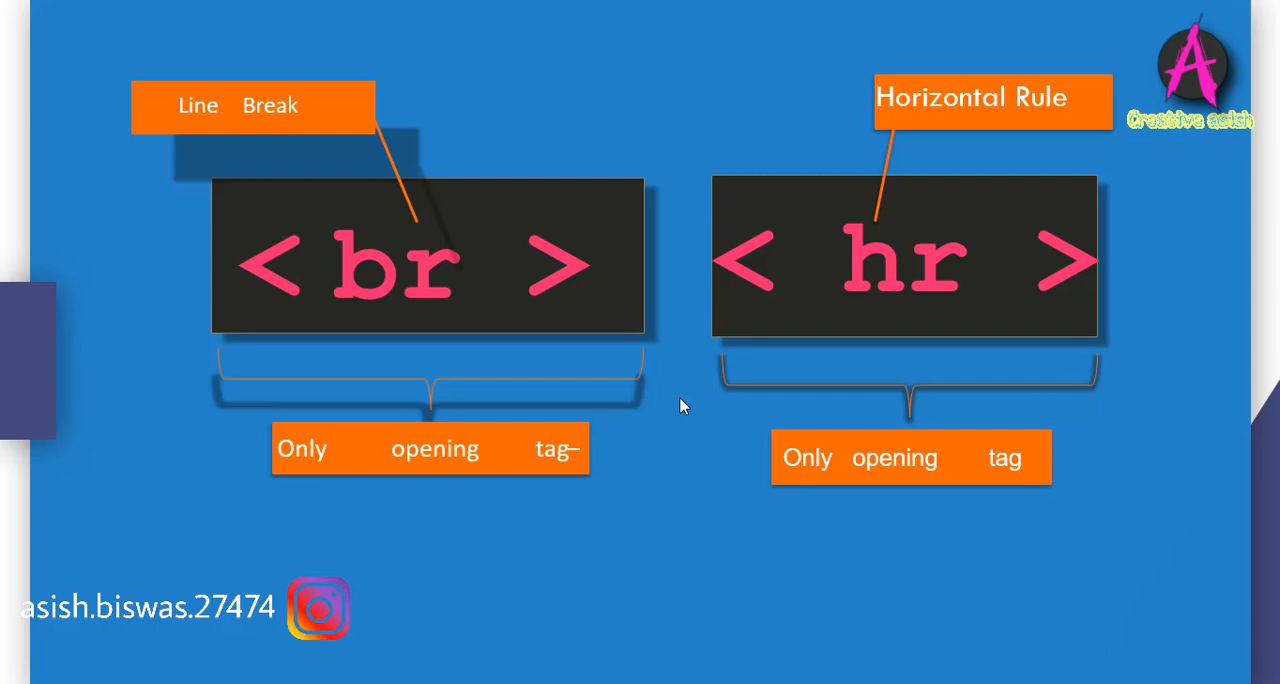 Line Break
Horizontal Rule
A
Creative asish
< br >
< hr >
Only opening tag
Only opening tag
asish.biswas.27474